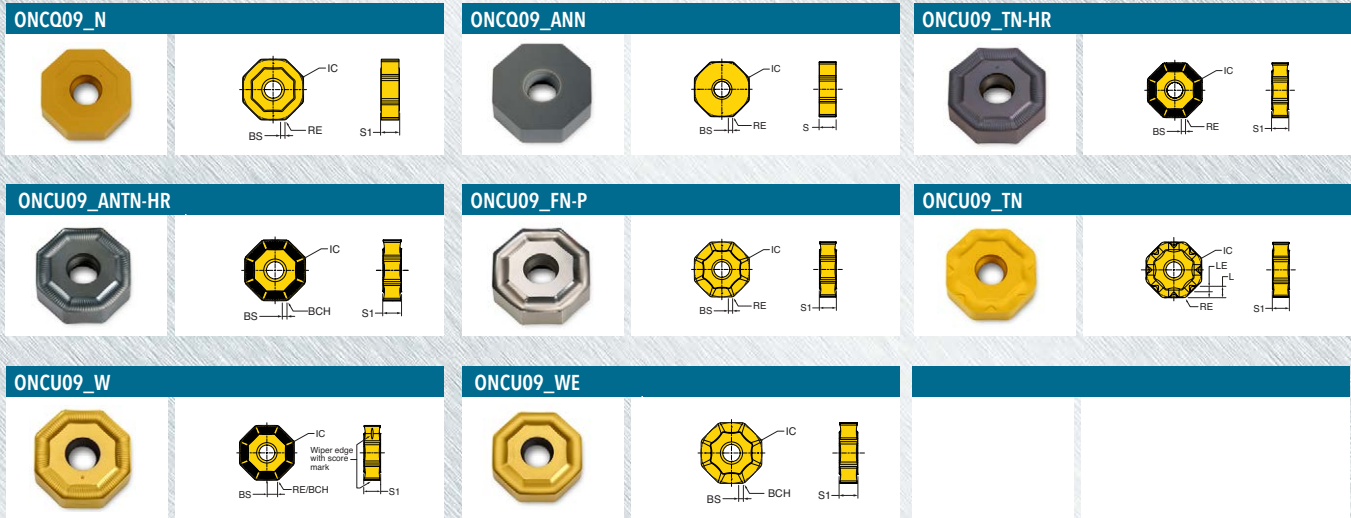 ONCQ09_N
IC
BS
RE
S1
ONCQ09_ANN
IC
BS
RE
S
ONCU09_TN-HR
IC
BS
RE
S1
ONCU09_ANTN-HR
IC
BS
BCH
S1
ONCU09_FN-P
IC
BS
RE
S1
ONCU09_TN
IC
LE
L
RE
S1
ONCU09_W
IC
Wiper edge
with score
mark
BS
RE/BCH
S1
ONCU09_WE
IC
BS
BCH
S1